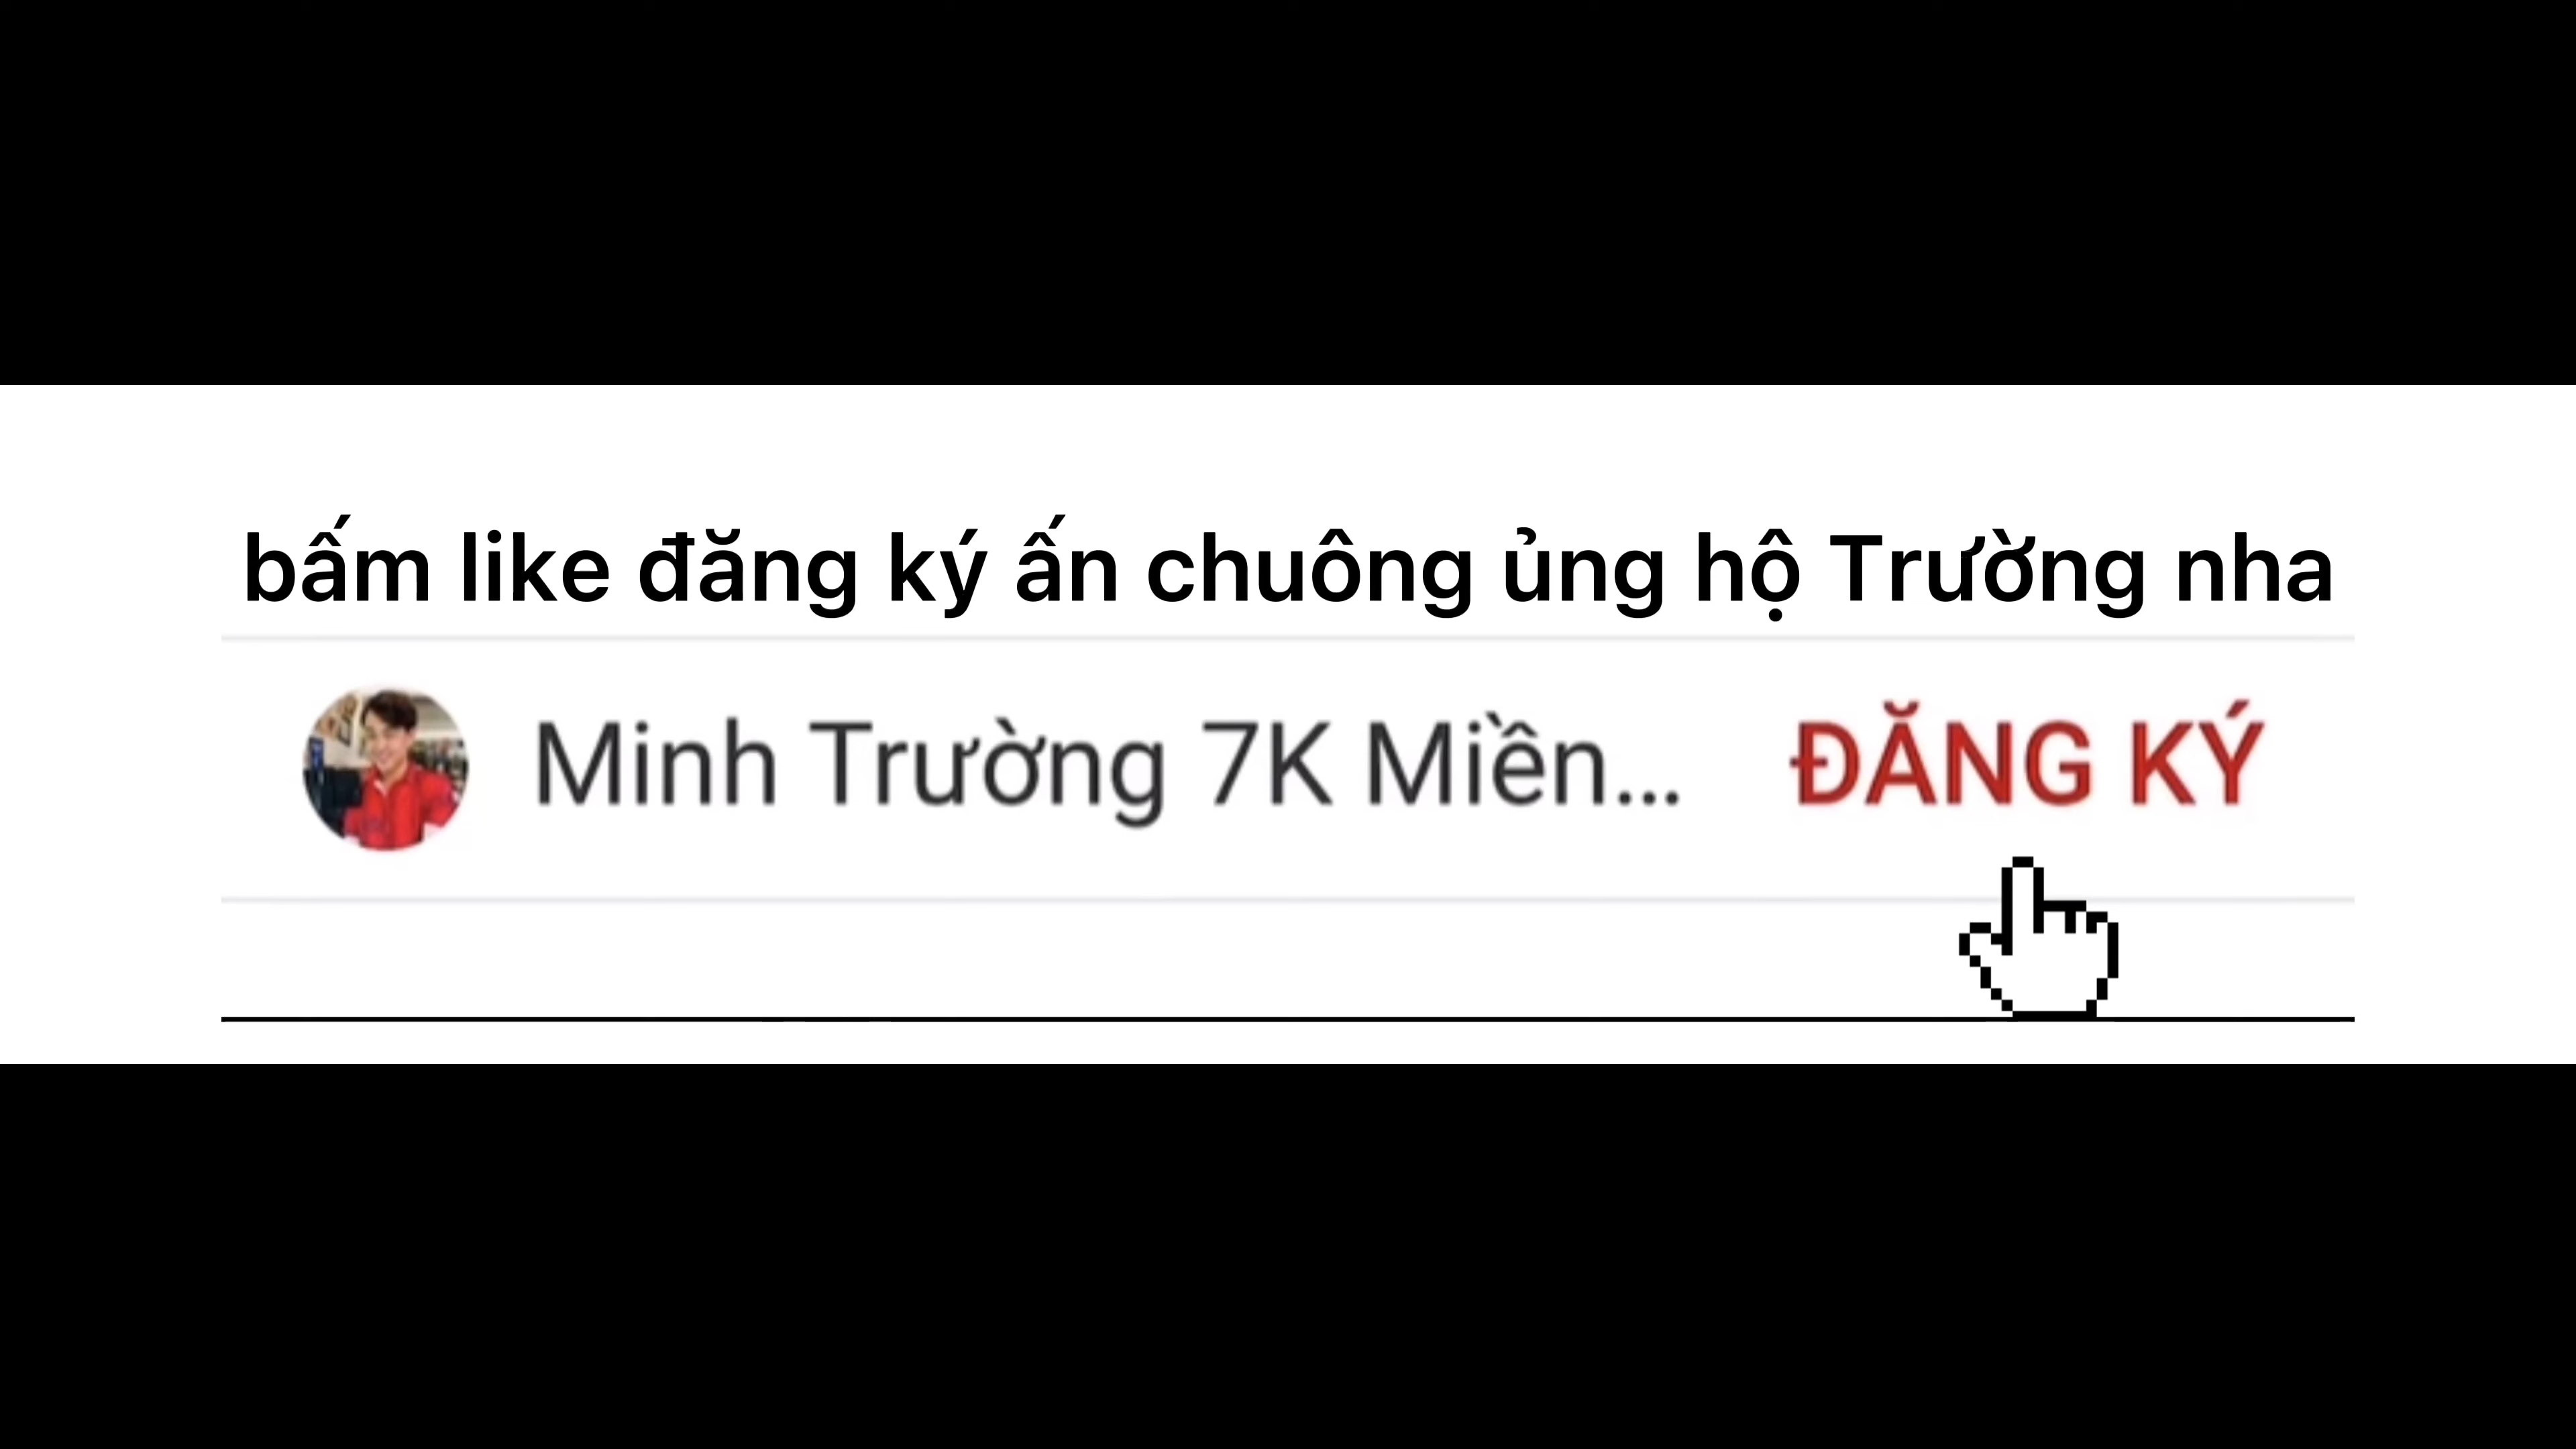 bấm like đăng ký ấn chuông ủng hộ Trường nha
Minh Trường 7K Miền... ĐĂNG KÝ